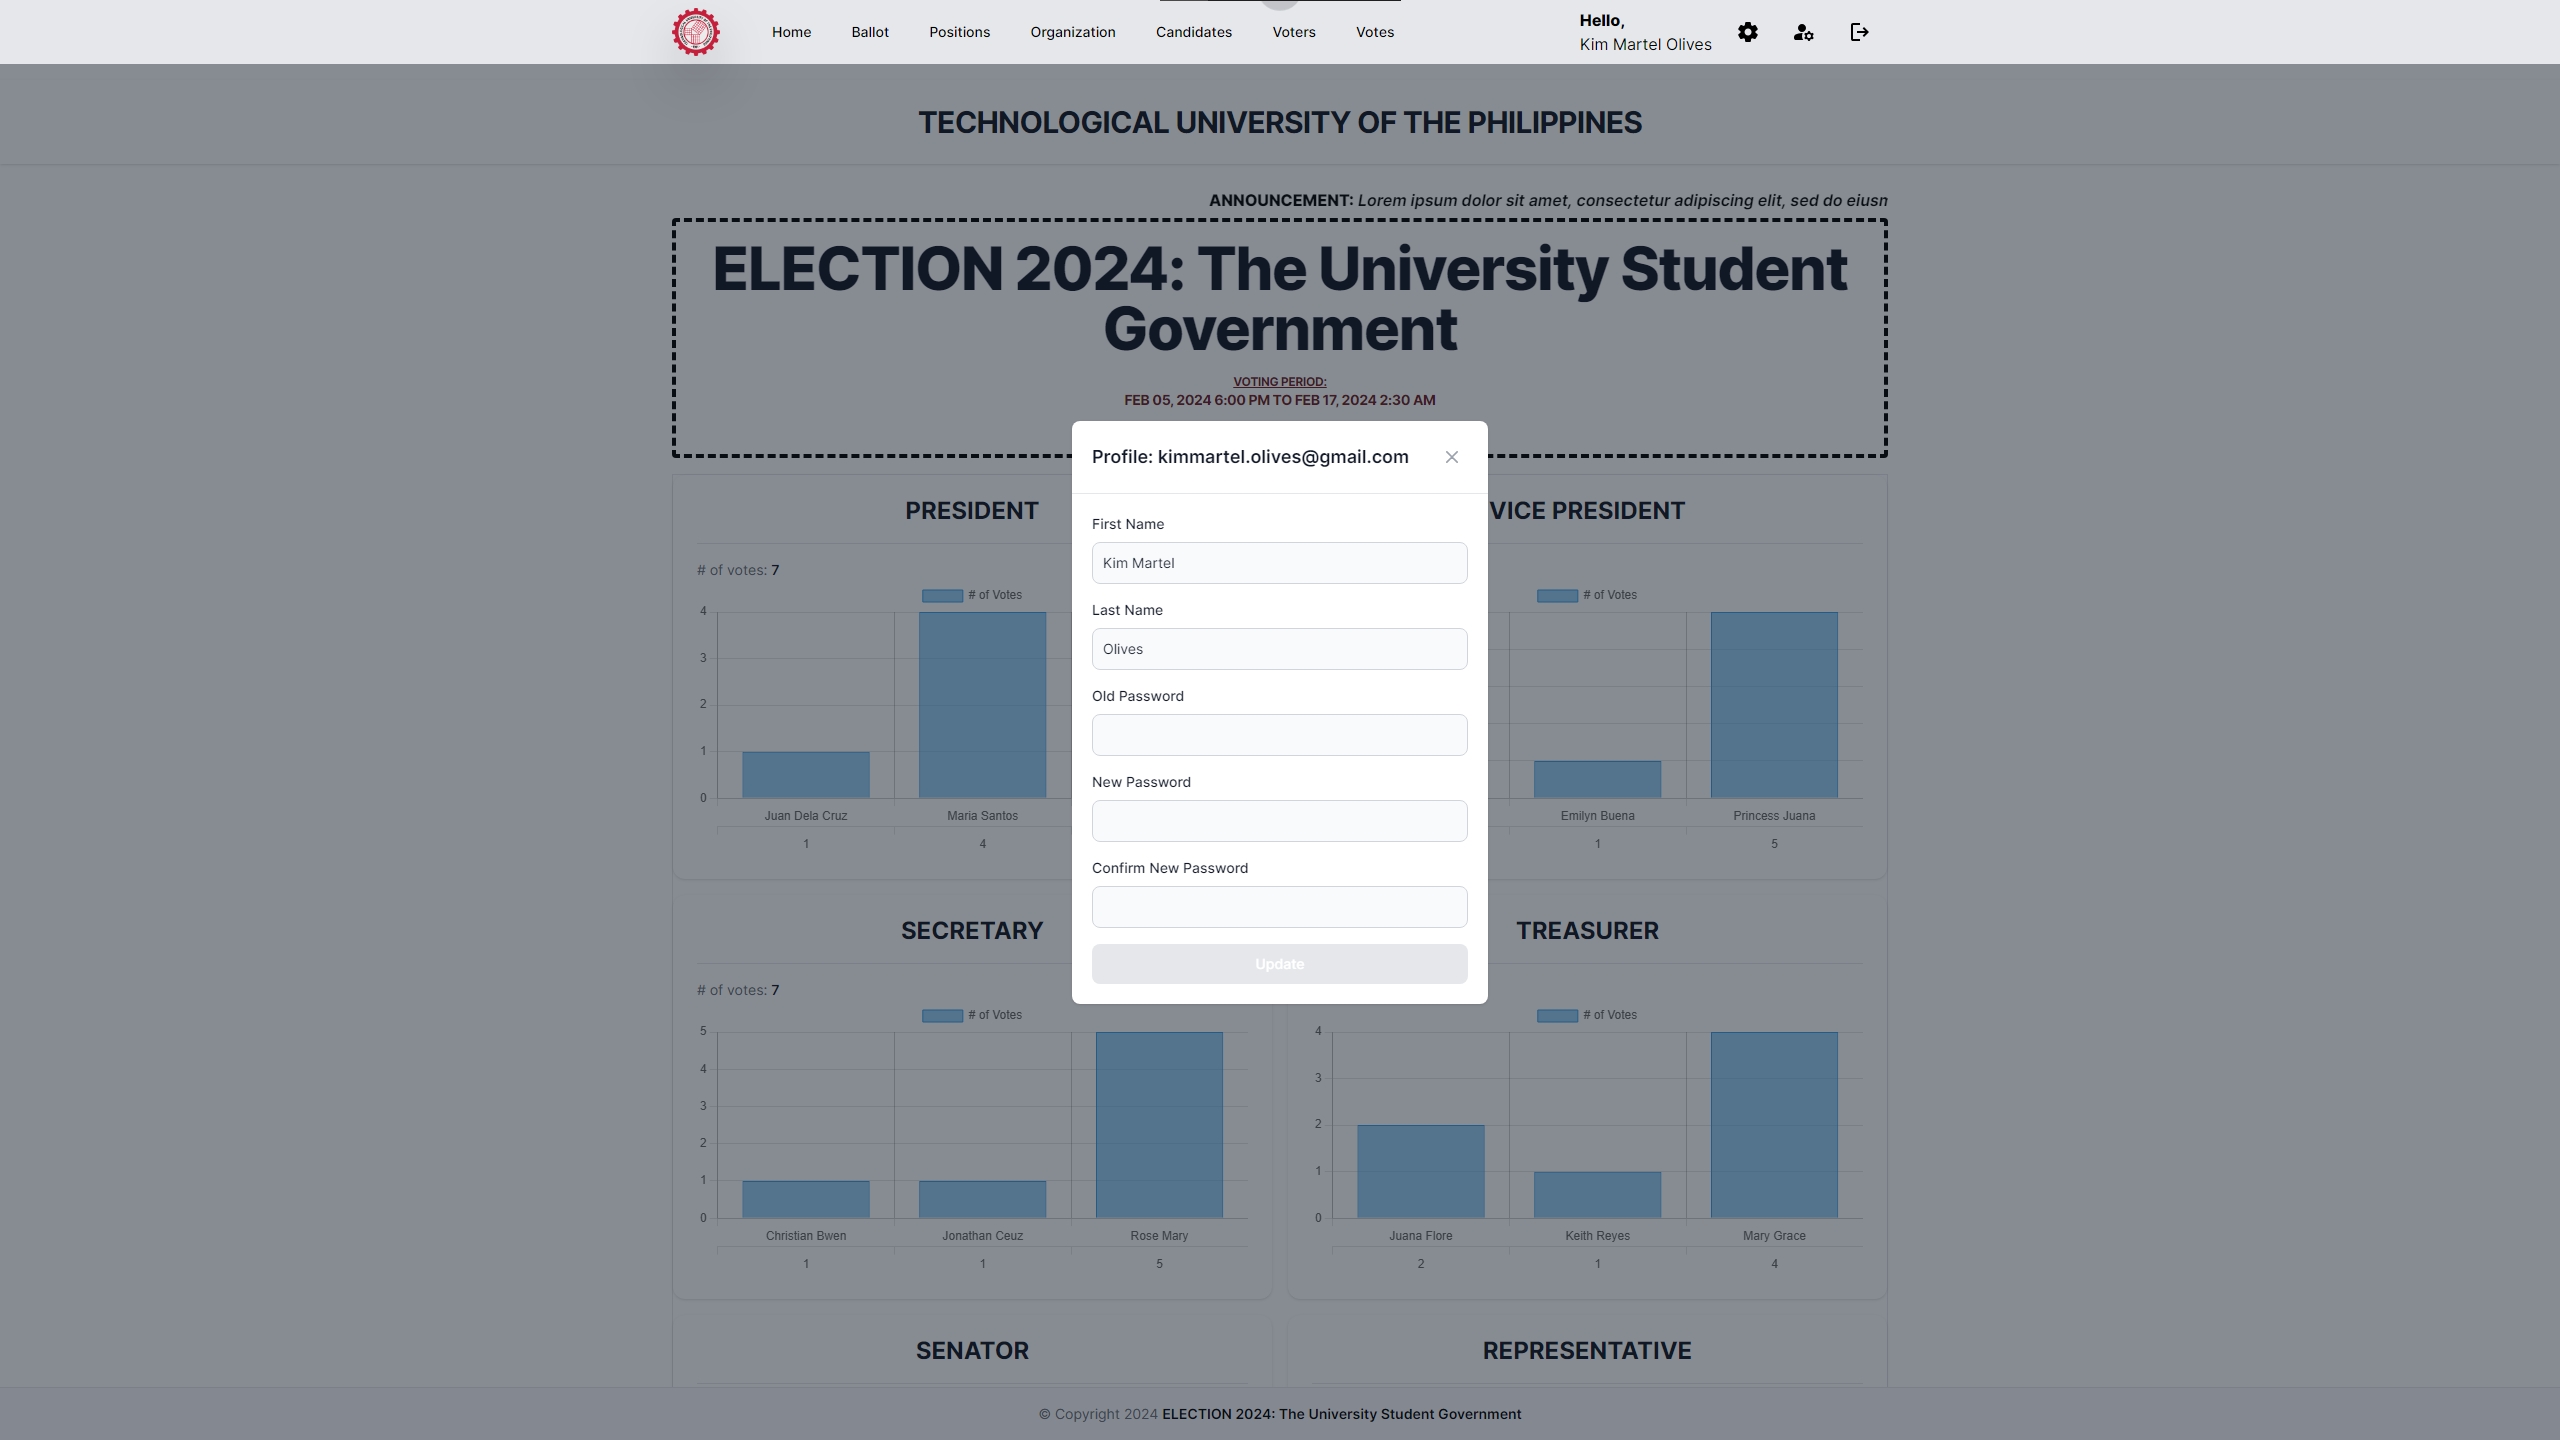 Home Ballot Positions Organization Candidates Voters Votes
Hello,
Kim Martel Olives
TECHNOLOGICAL UNIVERSITY OF THE PHILIPPINES
ANNOUNCEMENT: Lorem ipsum dolor sit amet, consectetur adipiscing elit, sed do eiusm
ELECTION 2024: The University Student
Government
VOTING PERIOD:
FEB 05, 2024 6:00 PM TO FEB 17, 2024 2:30 AM
Profile: kimmartel.olives@gmail.com
First Name
Kim Martel
Last Name
Olives
Old Password
New Password
Confirm New Password
Update
PRESIDENT
# of votes: 7
# of Votes
4
3
2
1
0
Juan Dela Cruz Maria Santos
1 4
VICE PRESIDENT
# of Votes
Emilyn Buena Princess Juana
1 5
SECRETARY
# of votes: 7
# of Votes
5
4
3
2
1
0
Christian Bwen Jonathan Ceuz Rose Mary
1 1 5
TREASURER
# of Votes
4
3
2
1
0
Juana Flore Keith Reyes Mary Grace
2 1 4
SENATOR
REPRESENTATIVE
© Copyright 2024 ELECTION 2024: The University Student Government